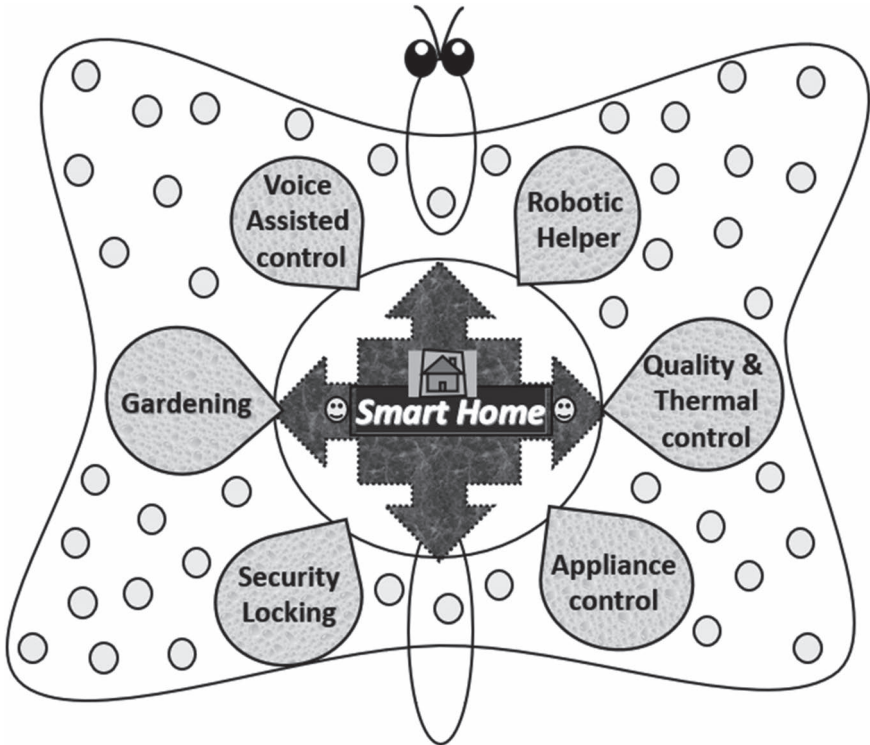 Voice
Assisted
control
Robotic
Helper
Gardening
Smart Home
Quality &
Thermal
control
Security
Locking
Appliance
control